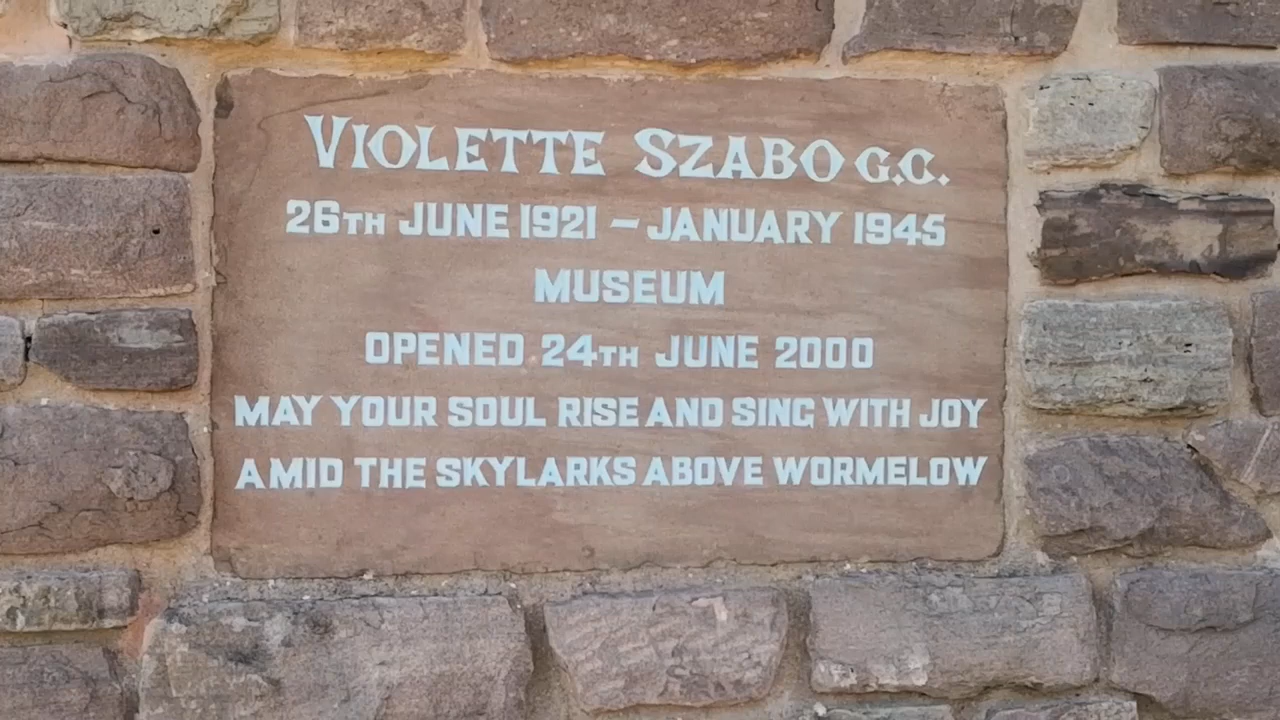 VIOLETTE SZABO G.C.
26TH JUNE 1921 – JANUARY 1945
MUSEUM
OPENED 24TH JUNE 2000
MAY YOUR SOUL RISE AND SING WITH JOY
AMID THE SKYLARKS ABOVE WORMELOW